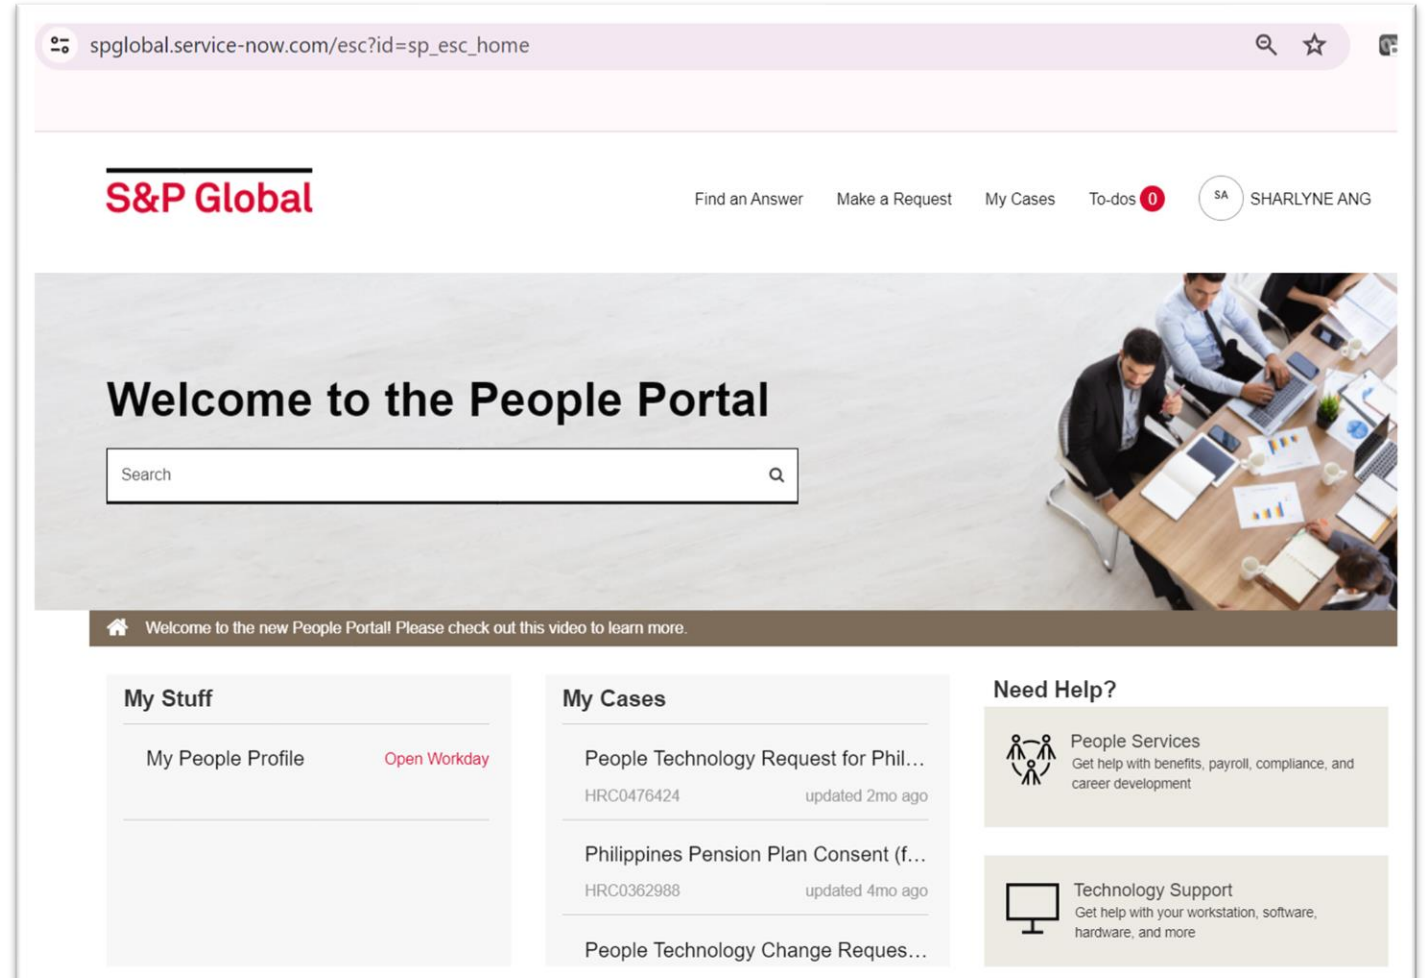 spglobal.service-now.com/esc?id=sp_esc_home
S&P Global
Find an Answer
Make a Request
My Cases
To-dos 0
SA
SHARLYNE ANG
Welcome to the People Portal
Search
Welcome to the new People Portal! Please check out this video to learn more.
My Stuff
My People Profile
Open Workday
My Cases
People Technology Request for Phil...
HRC0476424
updated 2mo ago
Philippines Pension Plan Consent (f...
HRC0362988
updated 4mo ago
People Technology Change Reques...
Need Help?
People Services
Get help with benefits, payroll, compliance, and
career development
Technology Support
Get help with your workstation, software,
hardware, and more